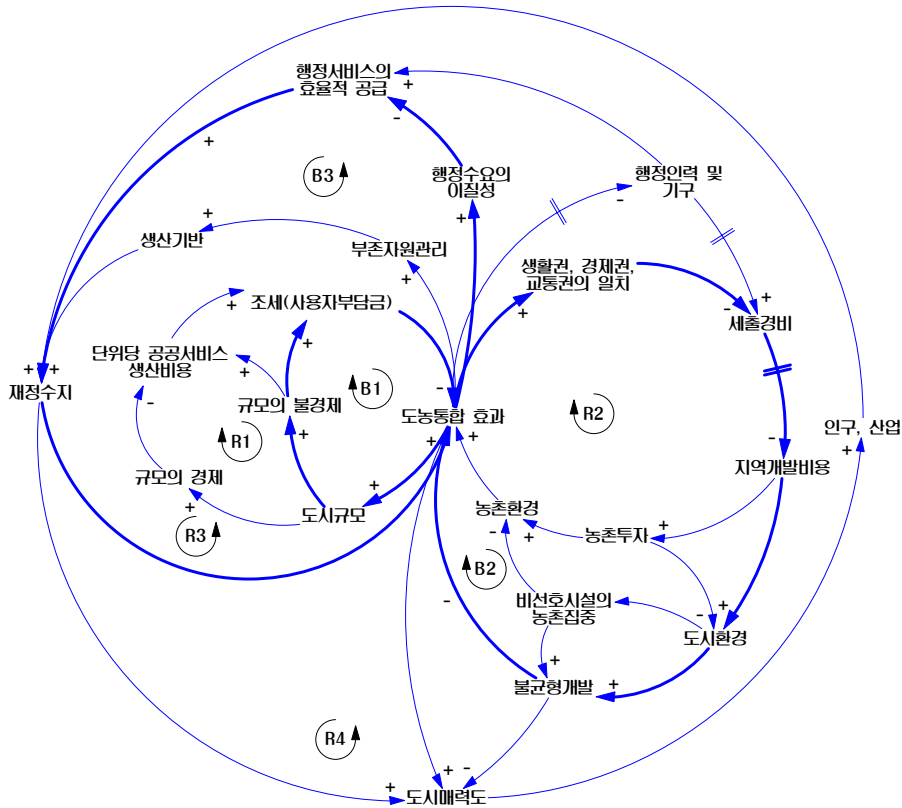 행정서비스의
효율적 공급
+
-
+
B3
행정수요의
이질성
+
행정인력 및
기구
-
+
생산기반
부존자원관리
+
생활권, 경제권,
교통권의 일치
+
-
+
세출경비
조세(사용자부담금)
+
+
단위당 공공서비스
생산비용
+
-
+
+
재정수지
B1
-
도농통합 효과
규모의 불경제
R1
+
R2
+
+
-
인구, 산업
+
지역개발비용
규모의 경제
+
+
도시규모
R3
농촌환경
-
+
농촌투자
+
B2
비선호시설의
농촌집중
-
+
도시환경
-
+
불균형개발
+
R4
+
-
+
도시매력도